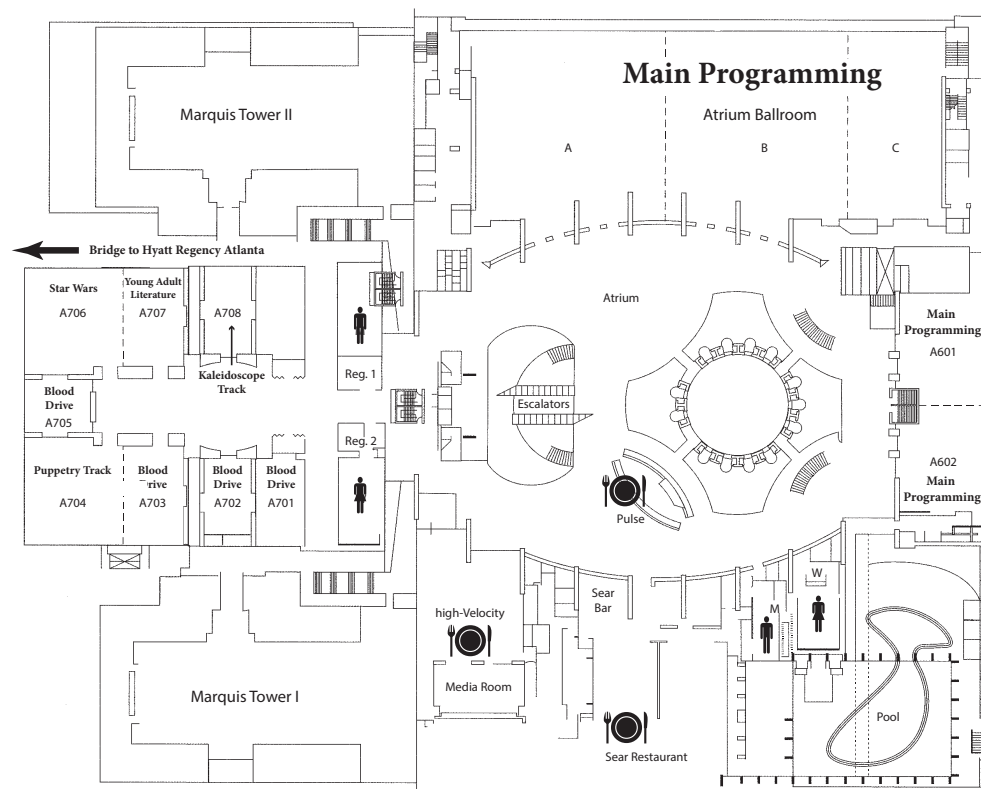 Main Programming
Marquis Tower II
Atrium Ballroom
A
B
C
Bridge to Hyatt Regency Atlanta
Star Wars
A706
Young Adult
Literature
A707
A708
Kaleidoscope
Track
Reg. 1
Atrium
Main
Programming
A601
Blood
Drive
A705
Escalators
Reg. 2
Puppetry Track
A704
Blood
Drive
A703
Blood
Drive
A702
Blood
Drive
A701
A602
Main
Programming
Pulse
Sear
Bar
W
M
high-Velocity
Media Room
Marquis Tower I
Pool
Sear Restaurant